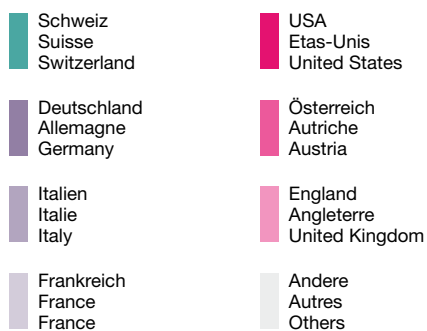 Schweiz
Suisse
Switzerland
Deutschland
Allemagne
Germany
Italien
Italie
Italy
Frankreich
France
France
USA
Etas-Unis
United States
Österreich
Autriche
Austria
England
Angleterre
United Kingdom
Andere
Autres
Others